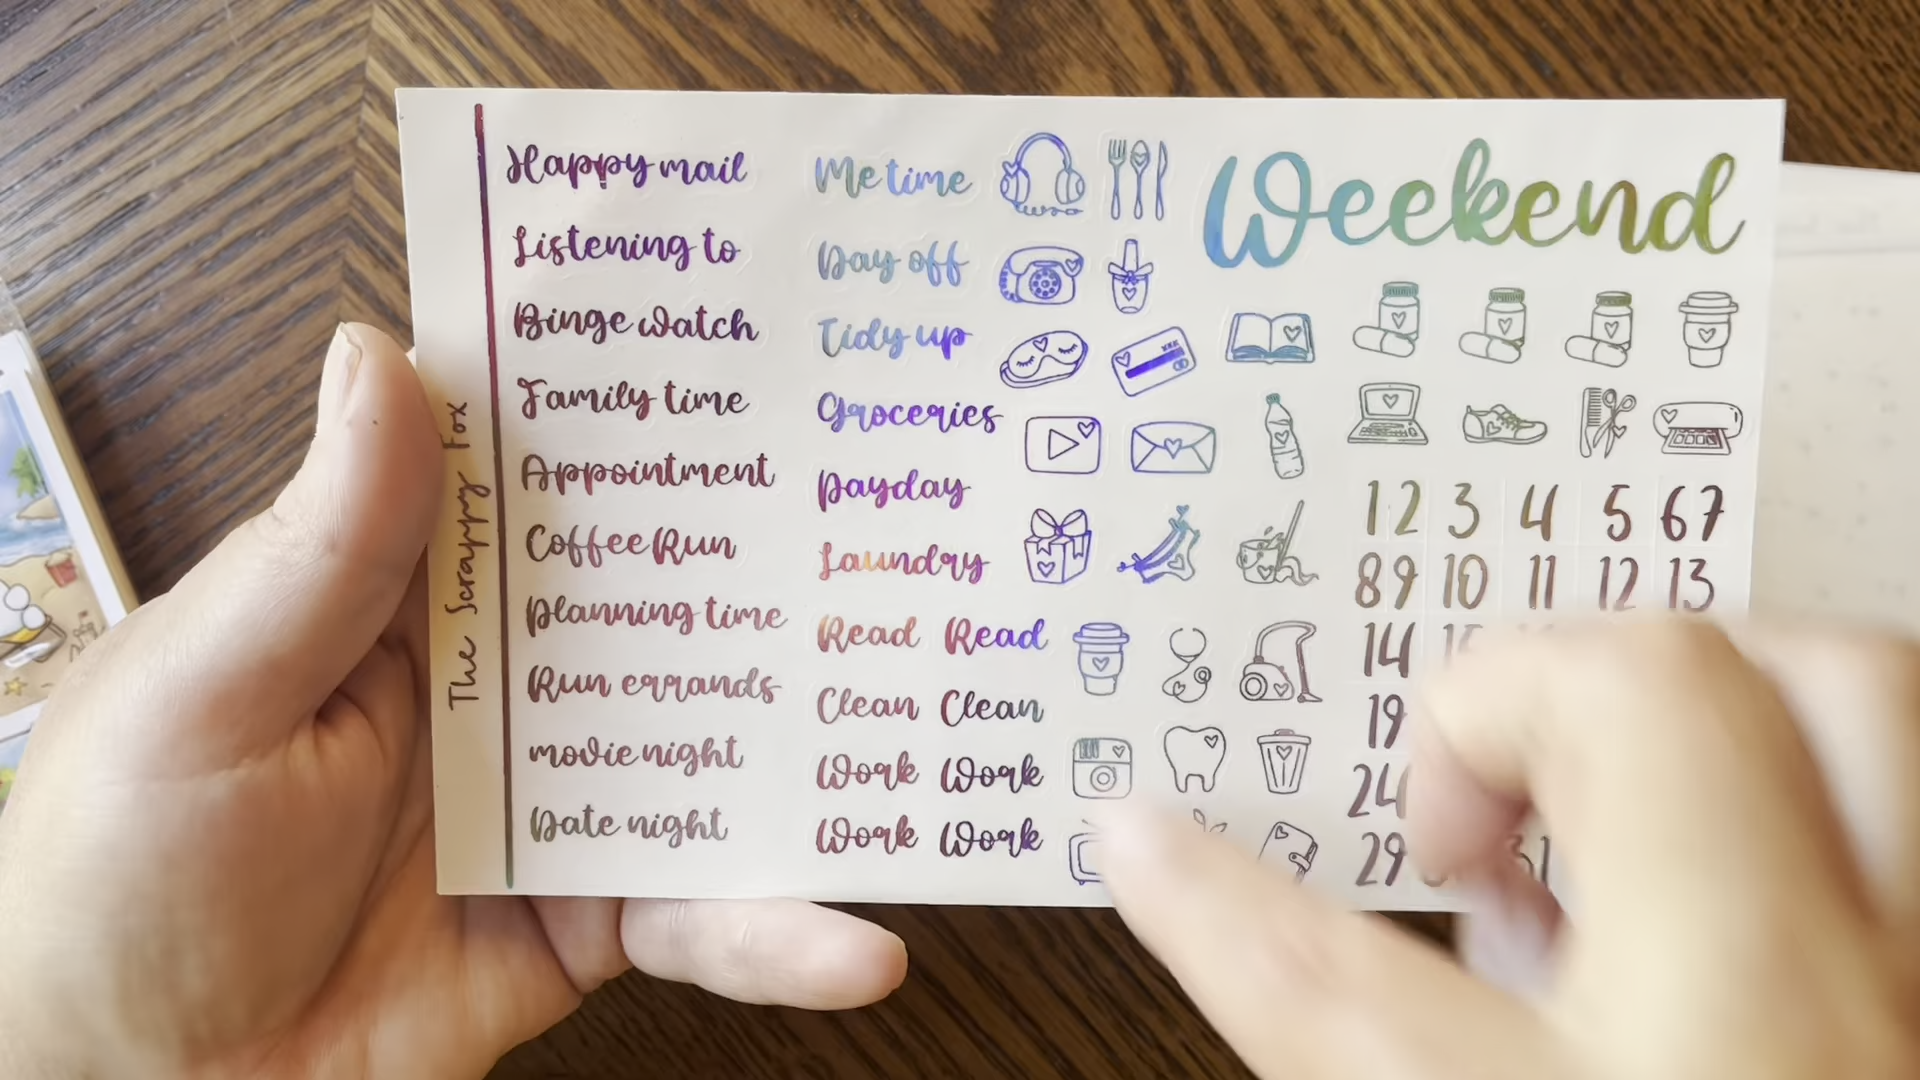 The Scrappy Fox
Happy mail
Listening to
Binge watch
Family time
Appointment
Coffee Run
Planning time
Run errands
movie night
Date night
Me time
Day off
Tidy up
Groceries
Payday
Laundry
Read Read
Clean Clean
Work Work
Work Work
Weekend
1 2 3 4 5 6 7
8 9 10 11 12 13
14
19
24
29 31